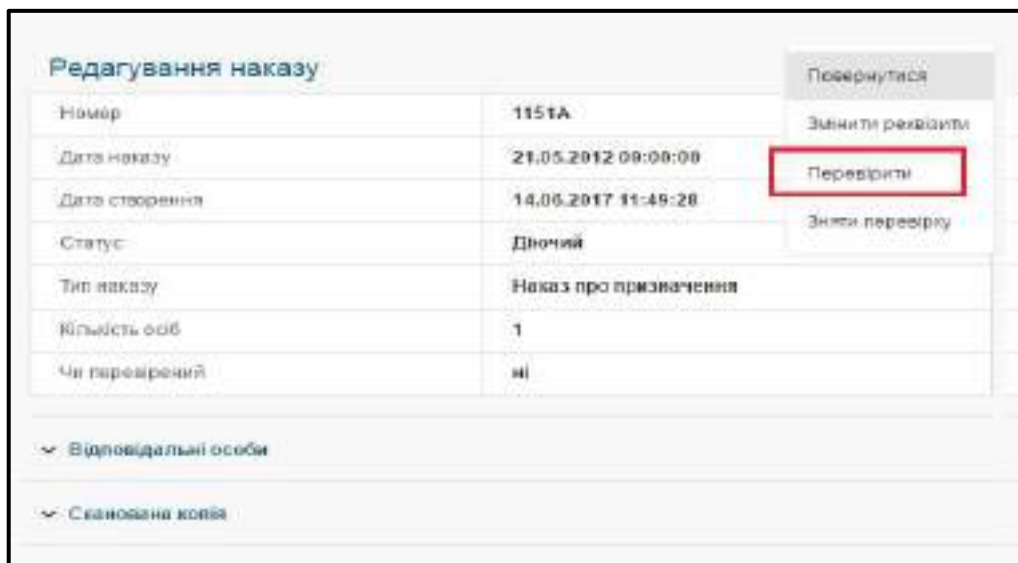 Редагування наказу
Повернутися
Номер 1151А
Змінити реквізити
Дата наказу 21.05.2012 00:00:00
Перевірити
Дата створення 14.06.2017 11:49:28
Зняти перевірку
Статус Діючий
Тип наказу Наказ про призначення
Кількість осіб 1
Чи перевірений ні
Відповідальні особи
Сканована копія